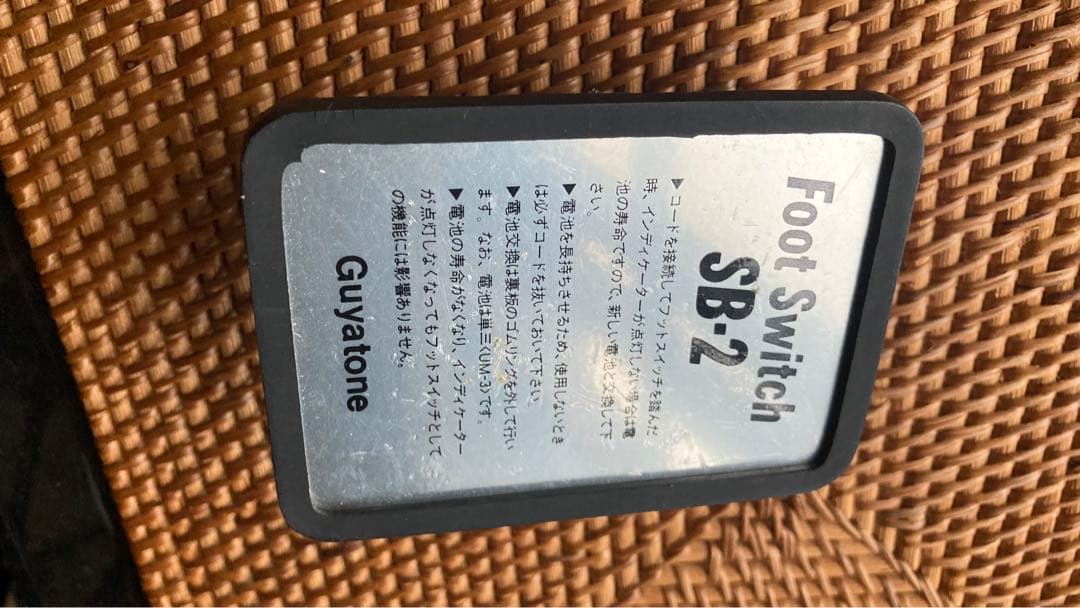 Foot Switch
SB-2
▶コードを接続してフットスイッチを踏んだ
時、インディケーターが点灯しない場合は電
池の寿命ですので、新しい電池と交換して下
さい。
▶電池を長持ちさせるため、使用しないとき
は必ずコードを抜いておいて下さい。
▶電池交換は裏板のゴムリングを外して行い
ます。なお、電池は単三〈UM-3〉です。
▶電池の寿命がなくなり、インディケーター
が点灯しなくなってもフットスイッチとして
の機能には影響ありません。
Guyatone